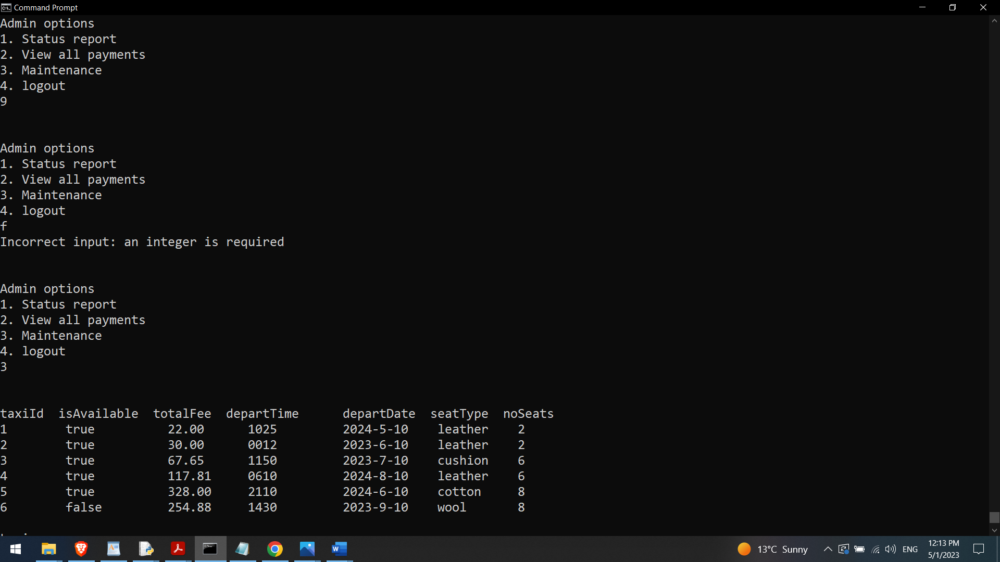 Command Prompt
Admin options
1. Status report
2. View all payments
3. Maintenance
4. logout
9
Admin options
1. Status report
2. View all payments
3. Maintenance
4. logout
f
Incorrect input: an integer is required
Admin options
1. Status report
2. View all payments
3. Maintenance
4. logout
3
taxiId isAvailable totalFee departTime departDate seatType noSeats
1 true 22.00 1025 2024-5-10 leather 2
2 true 30.00 0012 2023-6-10 leather 2
3 true 67.65 1150 2023-7-10 cushion 6
4 true 117.81 0610 2024-8-10 leather 6
5 true 328.00 2110 2024-6-10 cotton 8
6 false 254.88 1430 2023-9-10 wool 8
13°C Sunny ENG 12:13 PM
5/1/2023